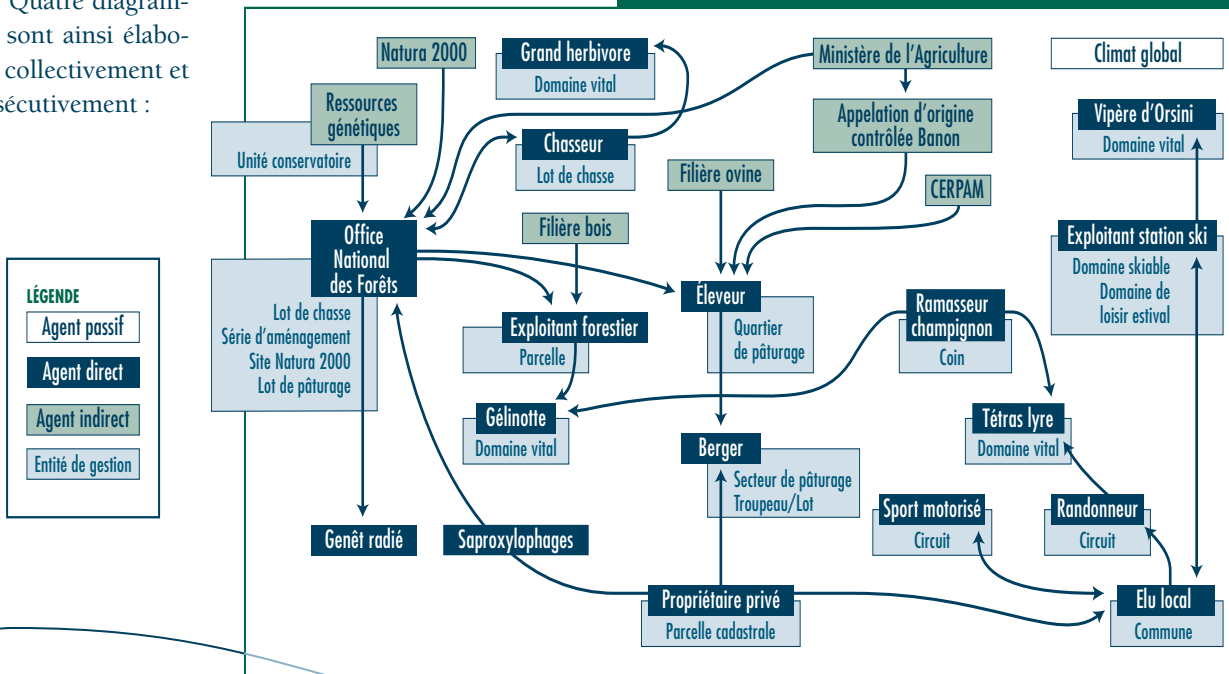 Quatre diagram-
sont ainsi élabo-
collectivement et
sécutivement :
LÉGENDE
Agent passif
Agent direct
Agent indirect
Entité de gestion
Natura 2000
Grand herbivore
Domaine vital
Ministère de l'Agriculture
Climat global
Ressources
génétiques
Unité conservatoire
Chasseur
Lot de chasse
Appelation d'origine
contrôlée Banon
Vipère d'Orsini
Domaine vital
Filière ovine
CERPAM
Office
National
des Forêts
Lot de chasse
Série d'aménagement
Site Natura 2000
Lot de pâturage
Filière bois
Exploitant station ski
Domaine skiable
Domaine de
loisir estival
Exploitant forestier
Parcelle
Éleveur
Quartier
de pâturage
Ramasseur
champignon
Coin
Gélinotte
Domaine vital
Berger
Secteur de pâturage
Troupeau/Lot
Tétras lyre
Domaine vital
Genêt radié
Saproxylophages
Sport motorisé
Circuit
Randonneur
Circuit
Propriétaire privé
Parcelle cadastrale
Elu local
Commune